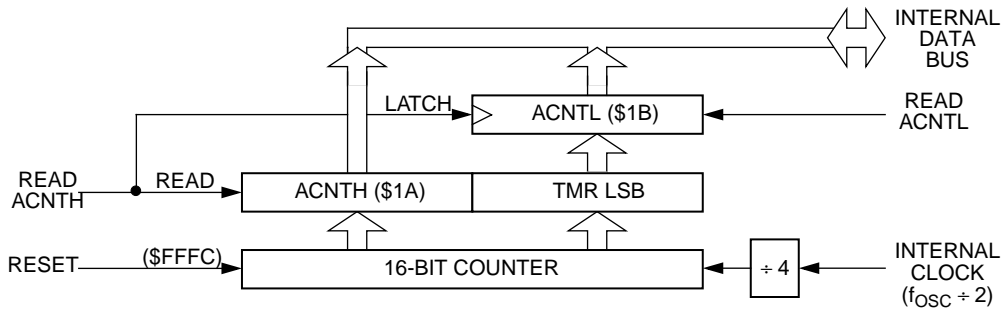 INTERNAL
DATA
BUS
LATCH
ACNTL ($1B)
READ
ACNTL
READ
ACNTH
READ
ACNTH ($1A)
TMR LSB
RESET
($FFFC)
16-BIT COUNTER
÷ 4
INTERNAL
CLOCK
(fOSC ÷ 2)